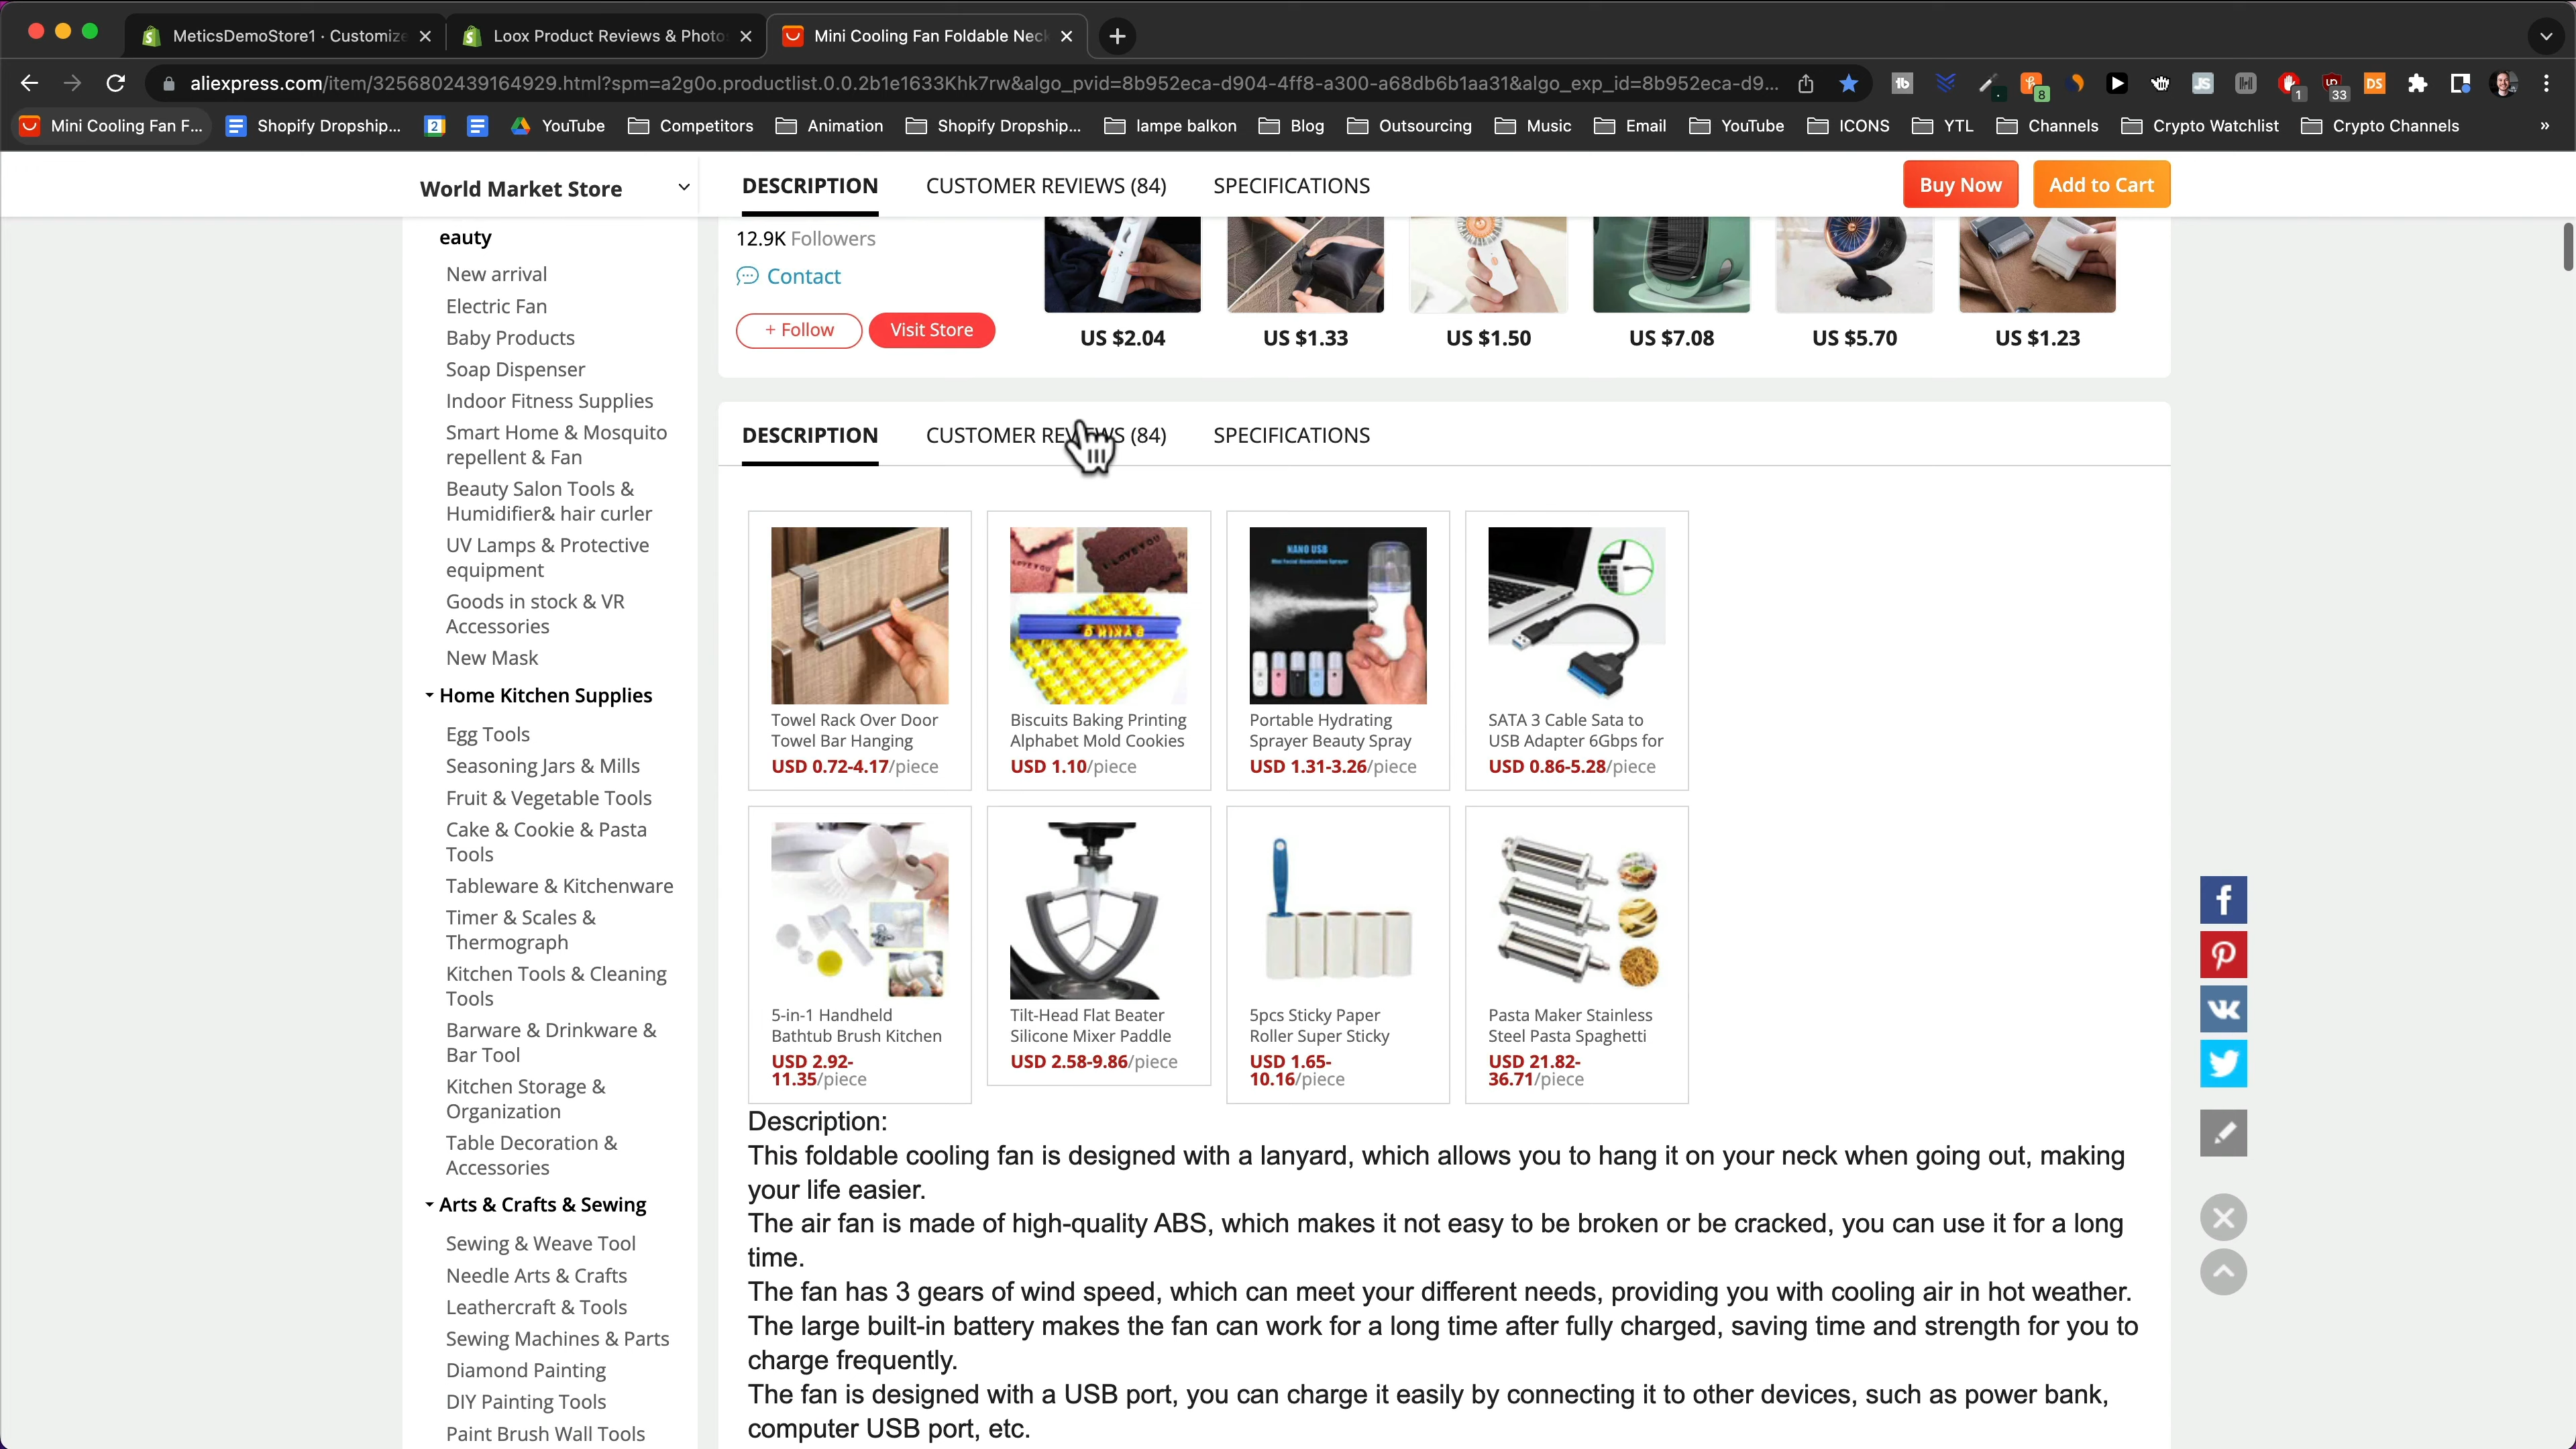 MeticsDemoStore1 · Customize
Loox Product Reviews & Photo
Mini Cooling Fan Foldable Neck
aliexpress.com/item/3256802439164929.html?spm=a2g0o.productlist.0.0.2b1e1633Khk7rw&algo_pvid=8b952eca-d904-4ff8-a300-a68db6b1aa31&algo_exp_id=8b952eca-d9...
Mini Cooling Fan F...
Shopify Dropship...
YouTube
Competitors
Animation
Shopify Dropship...
lampe balkon
Blog
Outsourcing
Music
Email
YouTube
ICONS
YTL
Channels
Crypto Watchlist
Crypto Channels
»
World Market Store
DESCRIPTION
CUSTOMER REVIEWS (84)
SPECIFICATIONS
Buy Now
Add to Cart
eauty
New arrival
Electric Fan
Baby Products
Soap Dispenser
Indoor Fitness Supplies
Smart Home & Mosquito
repellent & Fan
Beauty Salon Tools &
Humidifier& hair curler
UV Lamps & Protective
equipment
Goods in stock & VR
Accessories
New Mask
Home Kitchen Supplies
Egg Tools
Seasoning Jars & Mills
Fruit & Vegetable Tools
Cake & Cookie & Pasta
Tools
Tableware & Kitchenware
Timer & Scales &
Thermograph
Kitchen Tools & Cleaning
Tools
Barware & Drinkware &
Bar Tool
Kitchen Storage &
Organization
Table Decoration &
Accessories
Arts & Crafts & Sewing
Sewing & Weave Tool
Needle Arts & Crafts
Leathercraft & Tools
Sewing Machines & Parts
Diamond Painting
DIY Painting Tools
Paint Brush Wall Tools
12.9K Followers
Contact
+ Follow
Visit Store
US $2.04
US $1.33
US $1.50
US $7.08
US $5.70
US $1.23
DESCRIPTION
CUSTOMER REVIEWS (84)
SPECIFICATIONS
NANO USB
Towel Rack Over Door
Towel Bar Hanging
USD 0.72-4.17/piece
Biscuits Baking Printing
Alphabet Mold Cookies
USD 1.10/piece
Portable Hydrating
Sprayer Beauty Spray
USD 1.31-3.26/piece
SATA 3 Cable Sata to
USB Adapter 6Gbps for
USD 0.86-5.28/piece
5-in-1 Handheld
Bathtub Brush Kitchen
USD 2.92-
11.35/piece
Tilt-Head Flat Beater
Silicone Mixer Paddle
USD 2.58-9.86/piece
5pcs Sticky Paper
Roller Super Sticky
USD 1.65-
10.16/piece
Pasta Maker Stainless
Steel Pasta Spaghetti
USD 21.82-
36.71/piece
Description:
This foldable cooling fan is designed with a lanyard, which allows you to hang it on your neck when going out, making
your life easier.
The air fan is made of high-quality ABS, which makes it not easy to be broken or be cracked, you can use it for a long
time.
The fan has 3 gears of wind speed, which can meet your different needs, providing you with cooling air in hot weather.
The large built-in battery makes the fan can work for a long time after fully charged, saving time and strength for you to
charge frequently.
The fan is designed with a USB port, you can charge it easily by connecting it to other devices, such as power bank,
computer USB port, etc.